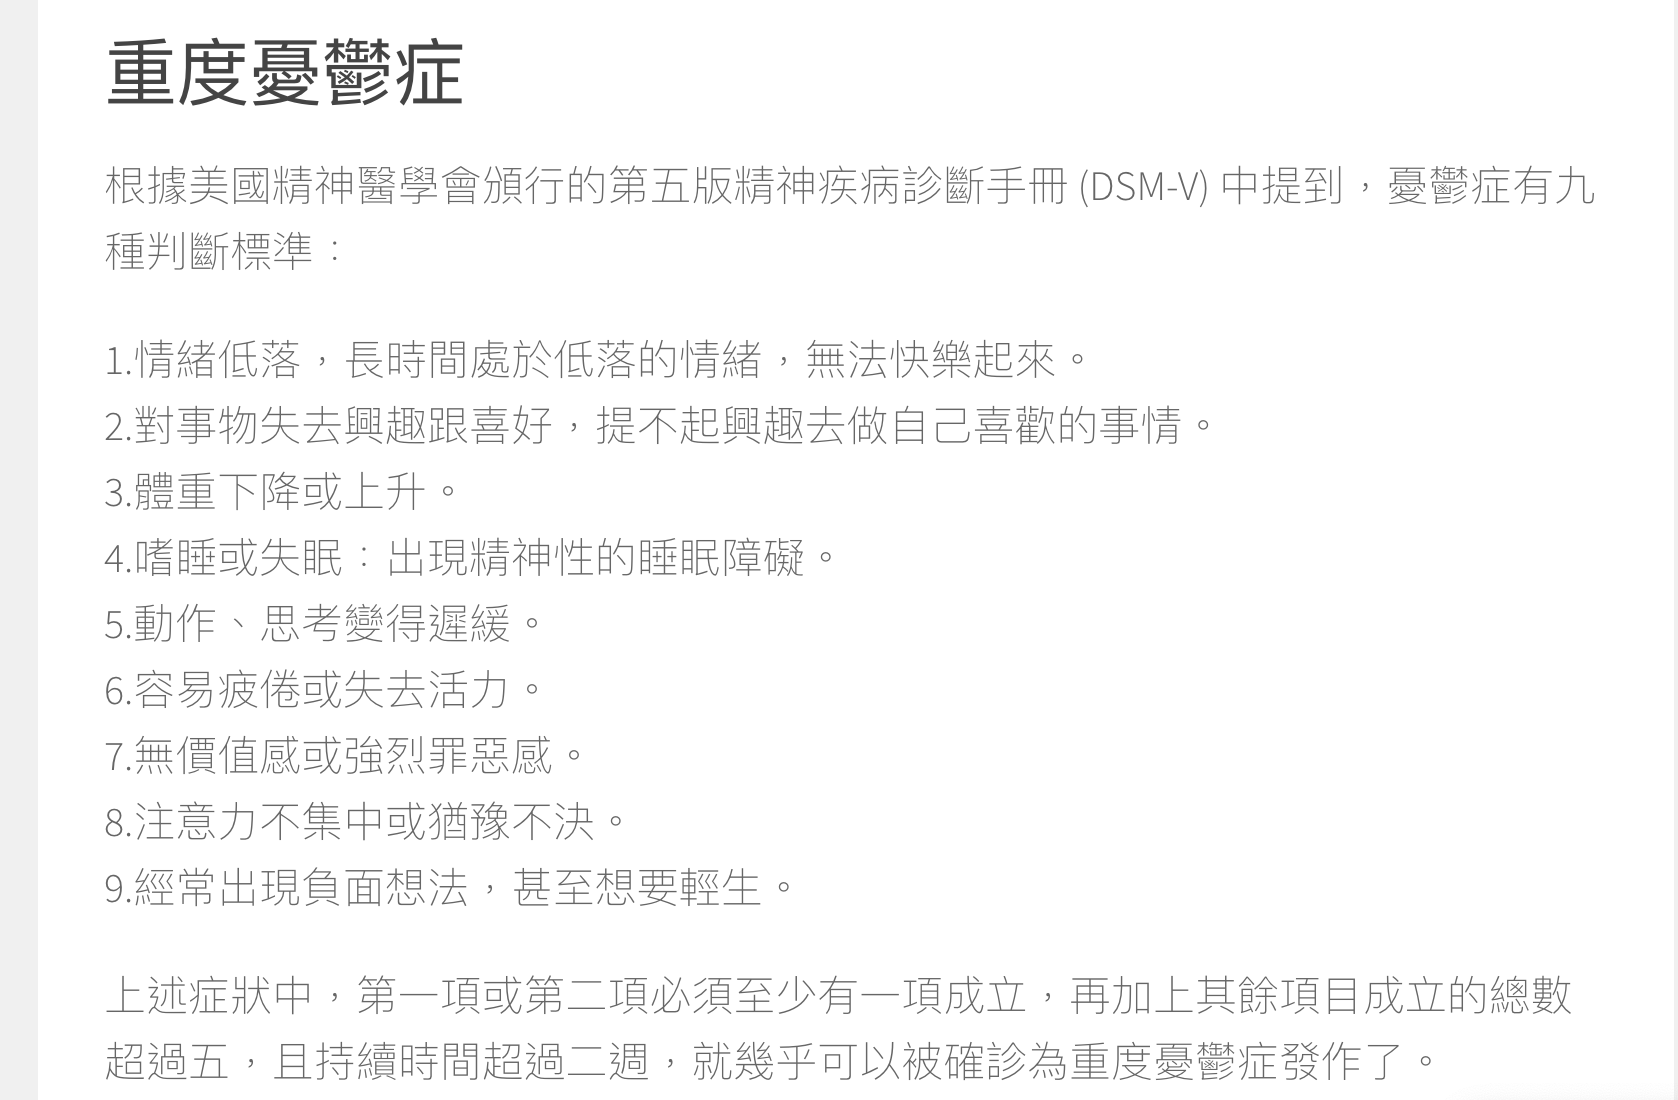 重度憂鬱症
根據美國精神醫學會頒行的第五版精神疾病診斷手冊 (DSM-V) 中提到，憂鬱症有九
種判斷標準：
1.情緒低落，長時間處於低落的情緒，無法快樂起來。
2.對事物失去興趣跟喜好，提不起興趣去做自己喜歡的事情。
3.體重下降或上升。
4.嗜睡或失眠：出現精神性的睡眠障礙。
5.動作、思考變得遲緩。
6.容易疲倦或失去活力。
7.無價值感或強烈罪惡感。
8.注意力不集中或猶豫不決。
9.經常出現負面想法，甚至想要輕生。
上述症狀中，第一項或第二項必須至少有一項成立，再加上其餘項目成立的總數
超過五，且持續時間超過二週，就幾乎可以被確診為重度憂鬱症發作了。